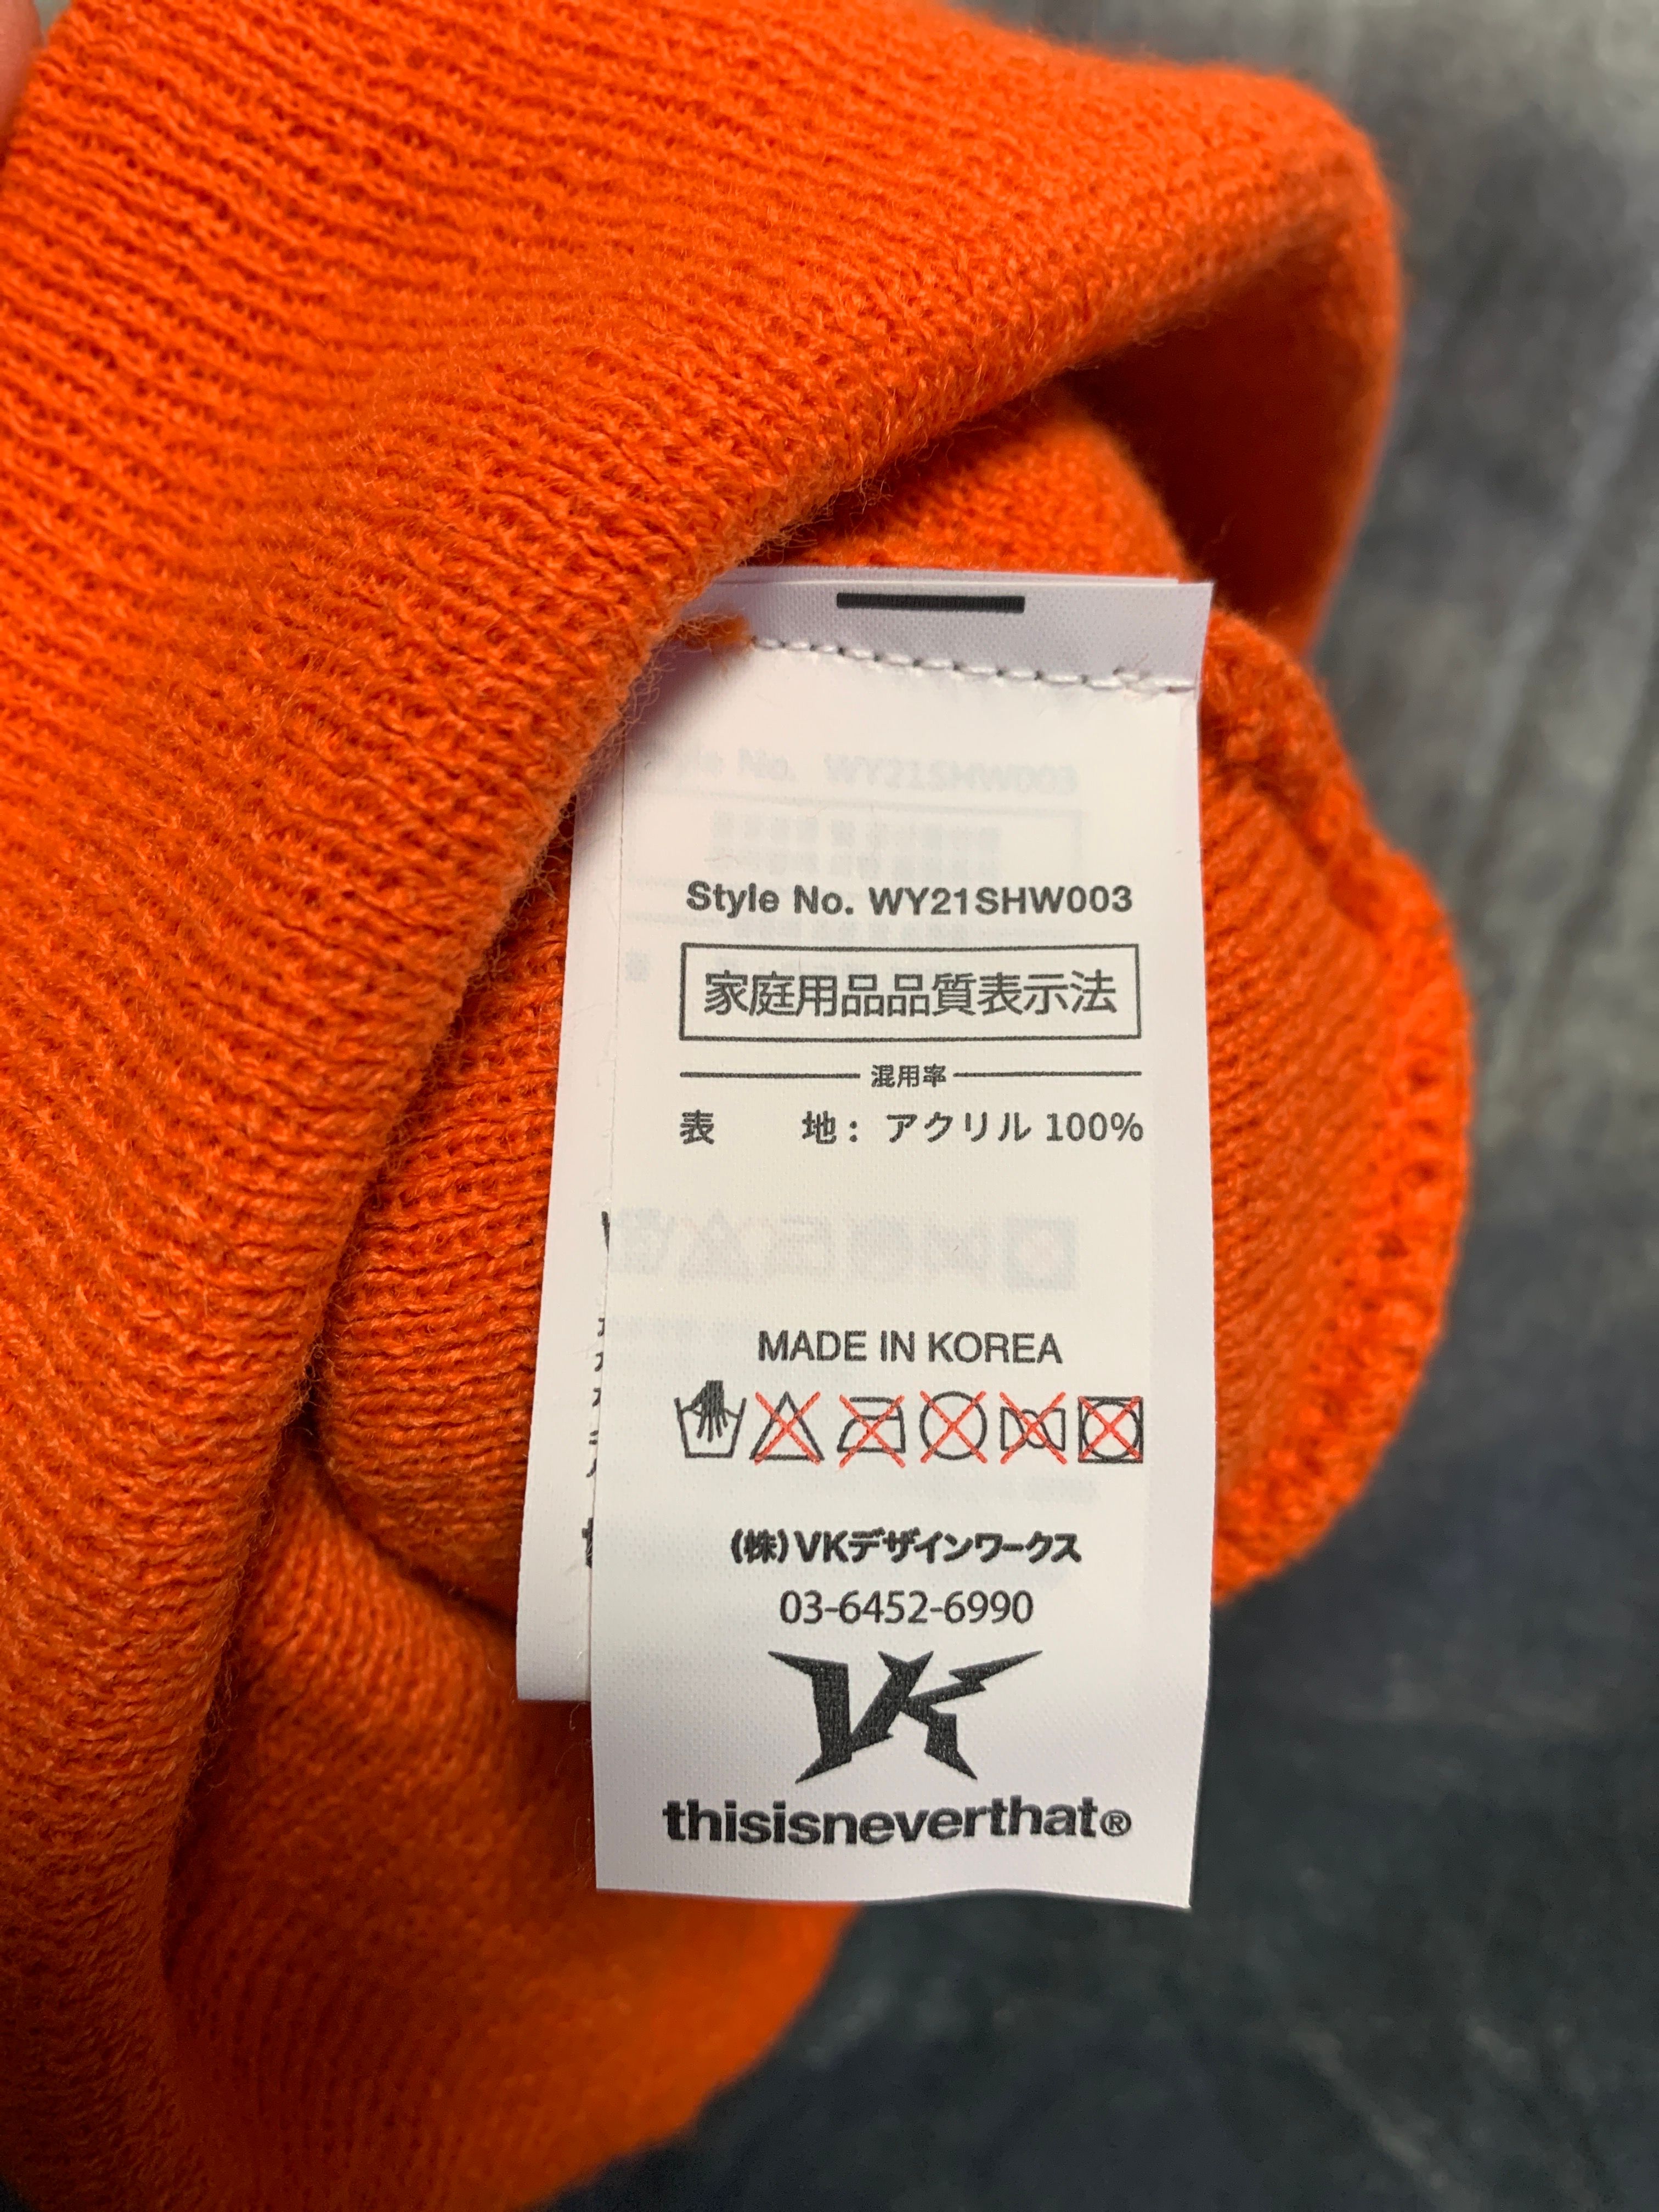 Style No. WY21SHW003
家庭用品品質表示法
混用率
表 地: アクリル 100%
MADE IN KOREA
(株)VKデザインワークス
03-6452-6990
VK
thisisneverthat®